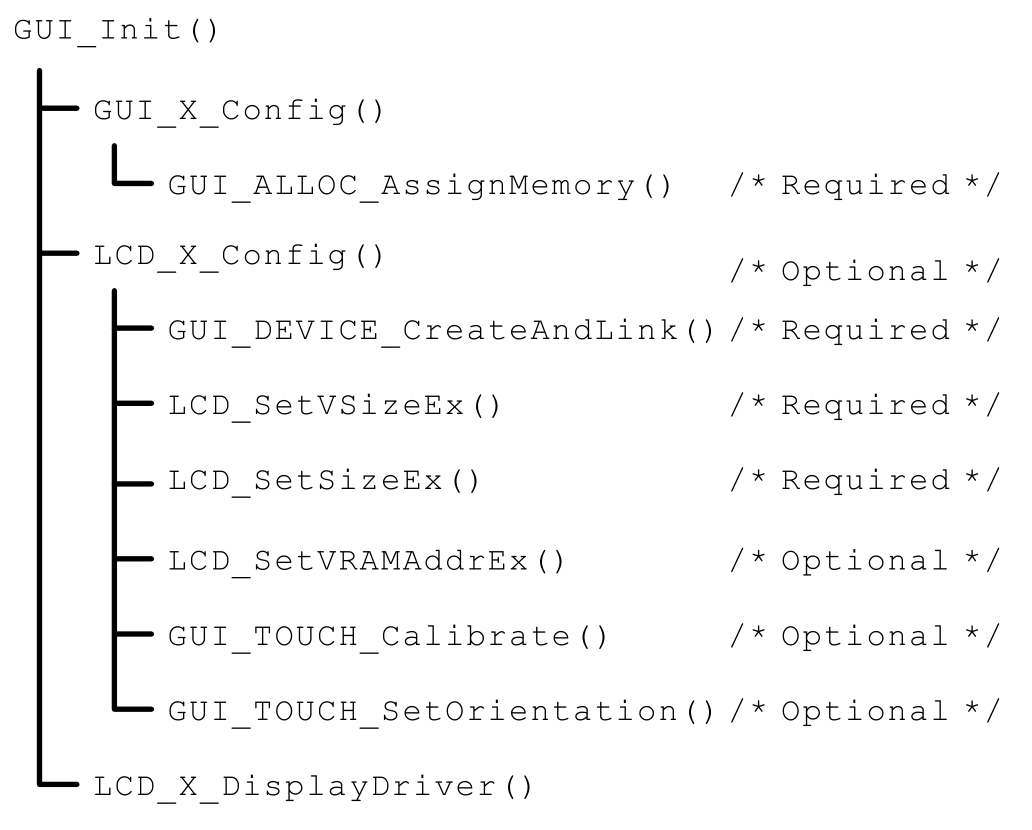 GUI_Init()
GUI_X_Config()
GUI_ALLOC_AssignMemory() /* Required */
LCD_X_Config()
/* Optional */
GUI_DEVICE_CreateAndLink() /* Required */
LCD_SetVSizeEx() /* Required */
LCD_SetSizeEx() /* Required */
LCD_SetVRAMAddrEx() /* Optional */
GUI_TOUCH_Calibrate() /* Optional */
GUI_TOUCH_SetOrientation() /* Optional */
LCD_X_DisplayDriver()